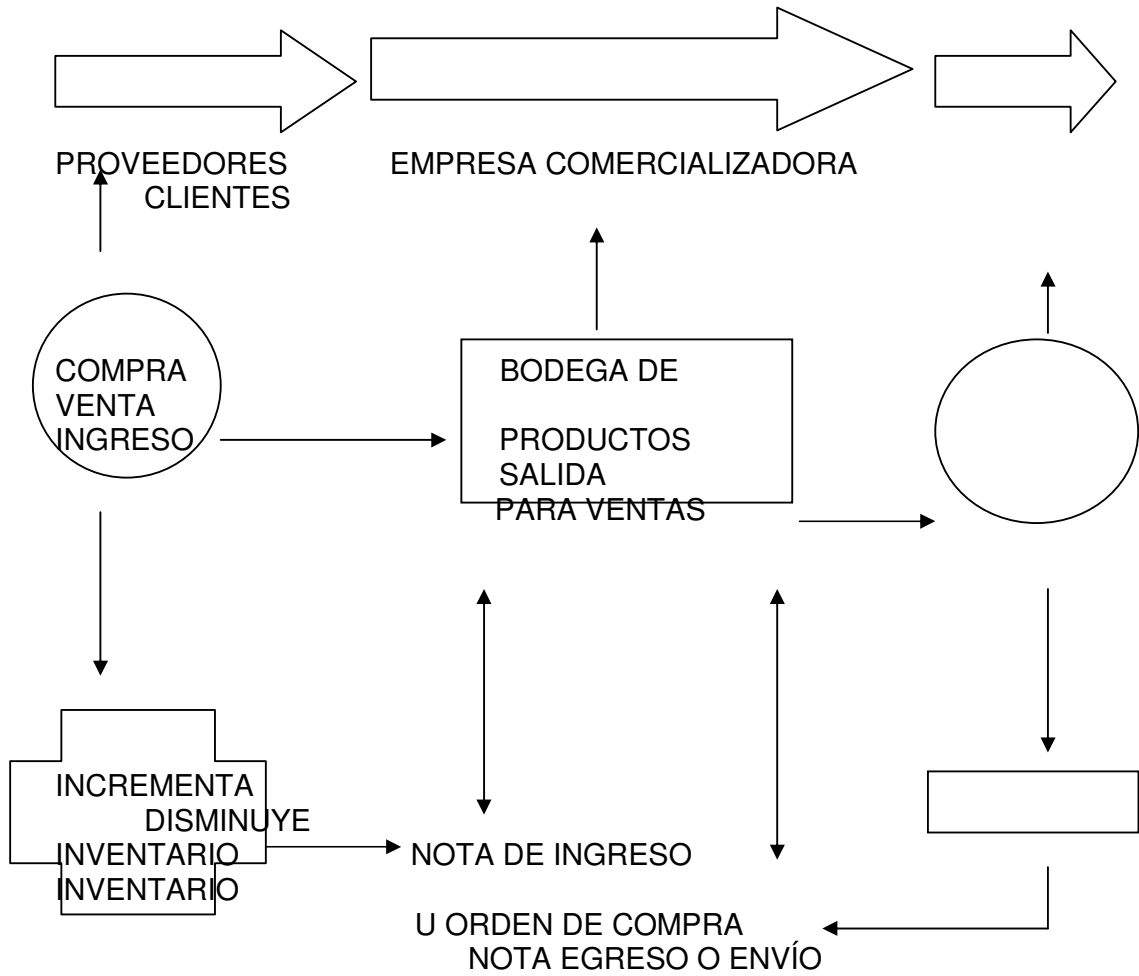 PROVEEDORES EMPRESA COMERCIALIZADORA
CLIENTES
COMPRA BODEGA DE
VENTA
INGRESO PRODUCTOS
SALIDA
PARA VENTAS
INCREMENTA
DISMINUYE
INVENTARIO NOTA DE INGRESO
INVENTARIO
U ORDEN DE COMPRA
NOTA EGRESO O ENVÍO